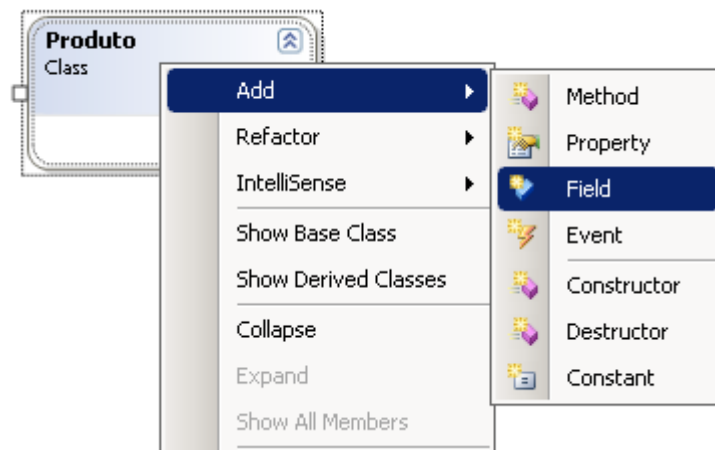 Produto
Class
Add
Refactor
IntelliSense
Show Base Class
Show Derived Classes
Collapse
Expand
Show All Members
Method
Property
Field
Event
Constructor
Destructor
Constant